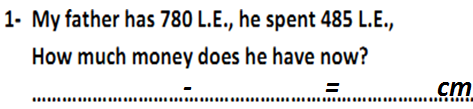 1- My father has 780 L.E., he spent 485 L.E.,
How much money does he have now?
..............................-............................=........................cm